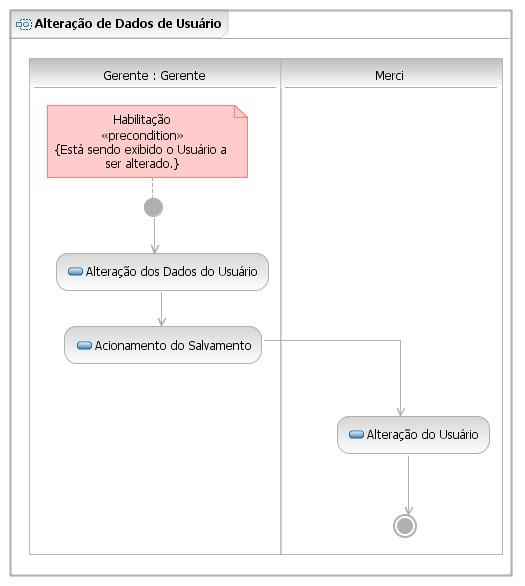 Alteração de Dados de Usuário
Gerente : Gerente
Merci
Habilitação
«precondition»
{Está sendo exibido o Usuário a
ser alterado.}
Alteração dos Dados do Usuário
Acionamento do Salvamento
Alteração do Usuário